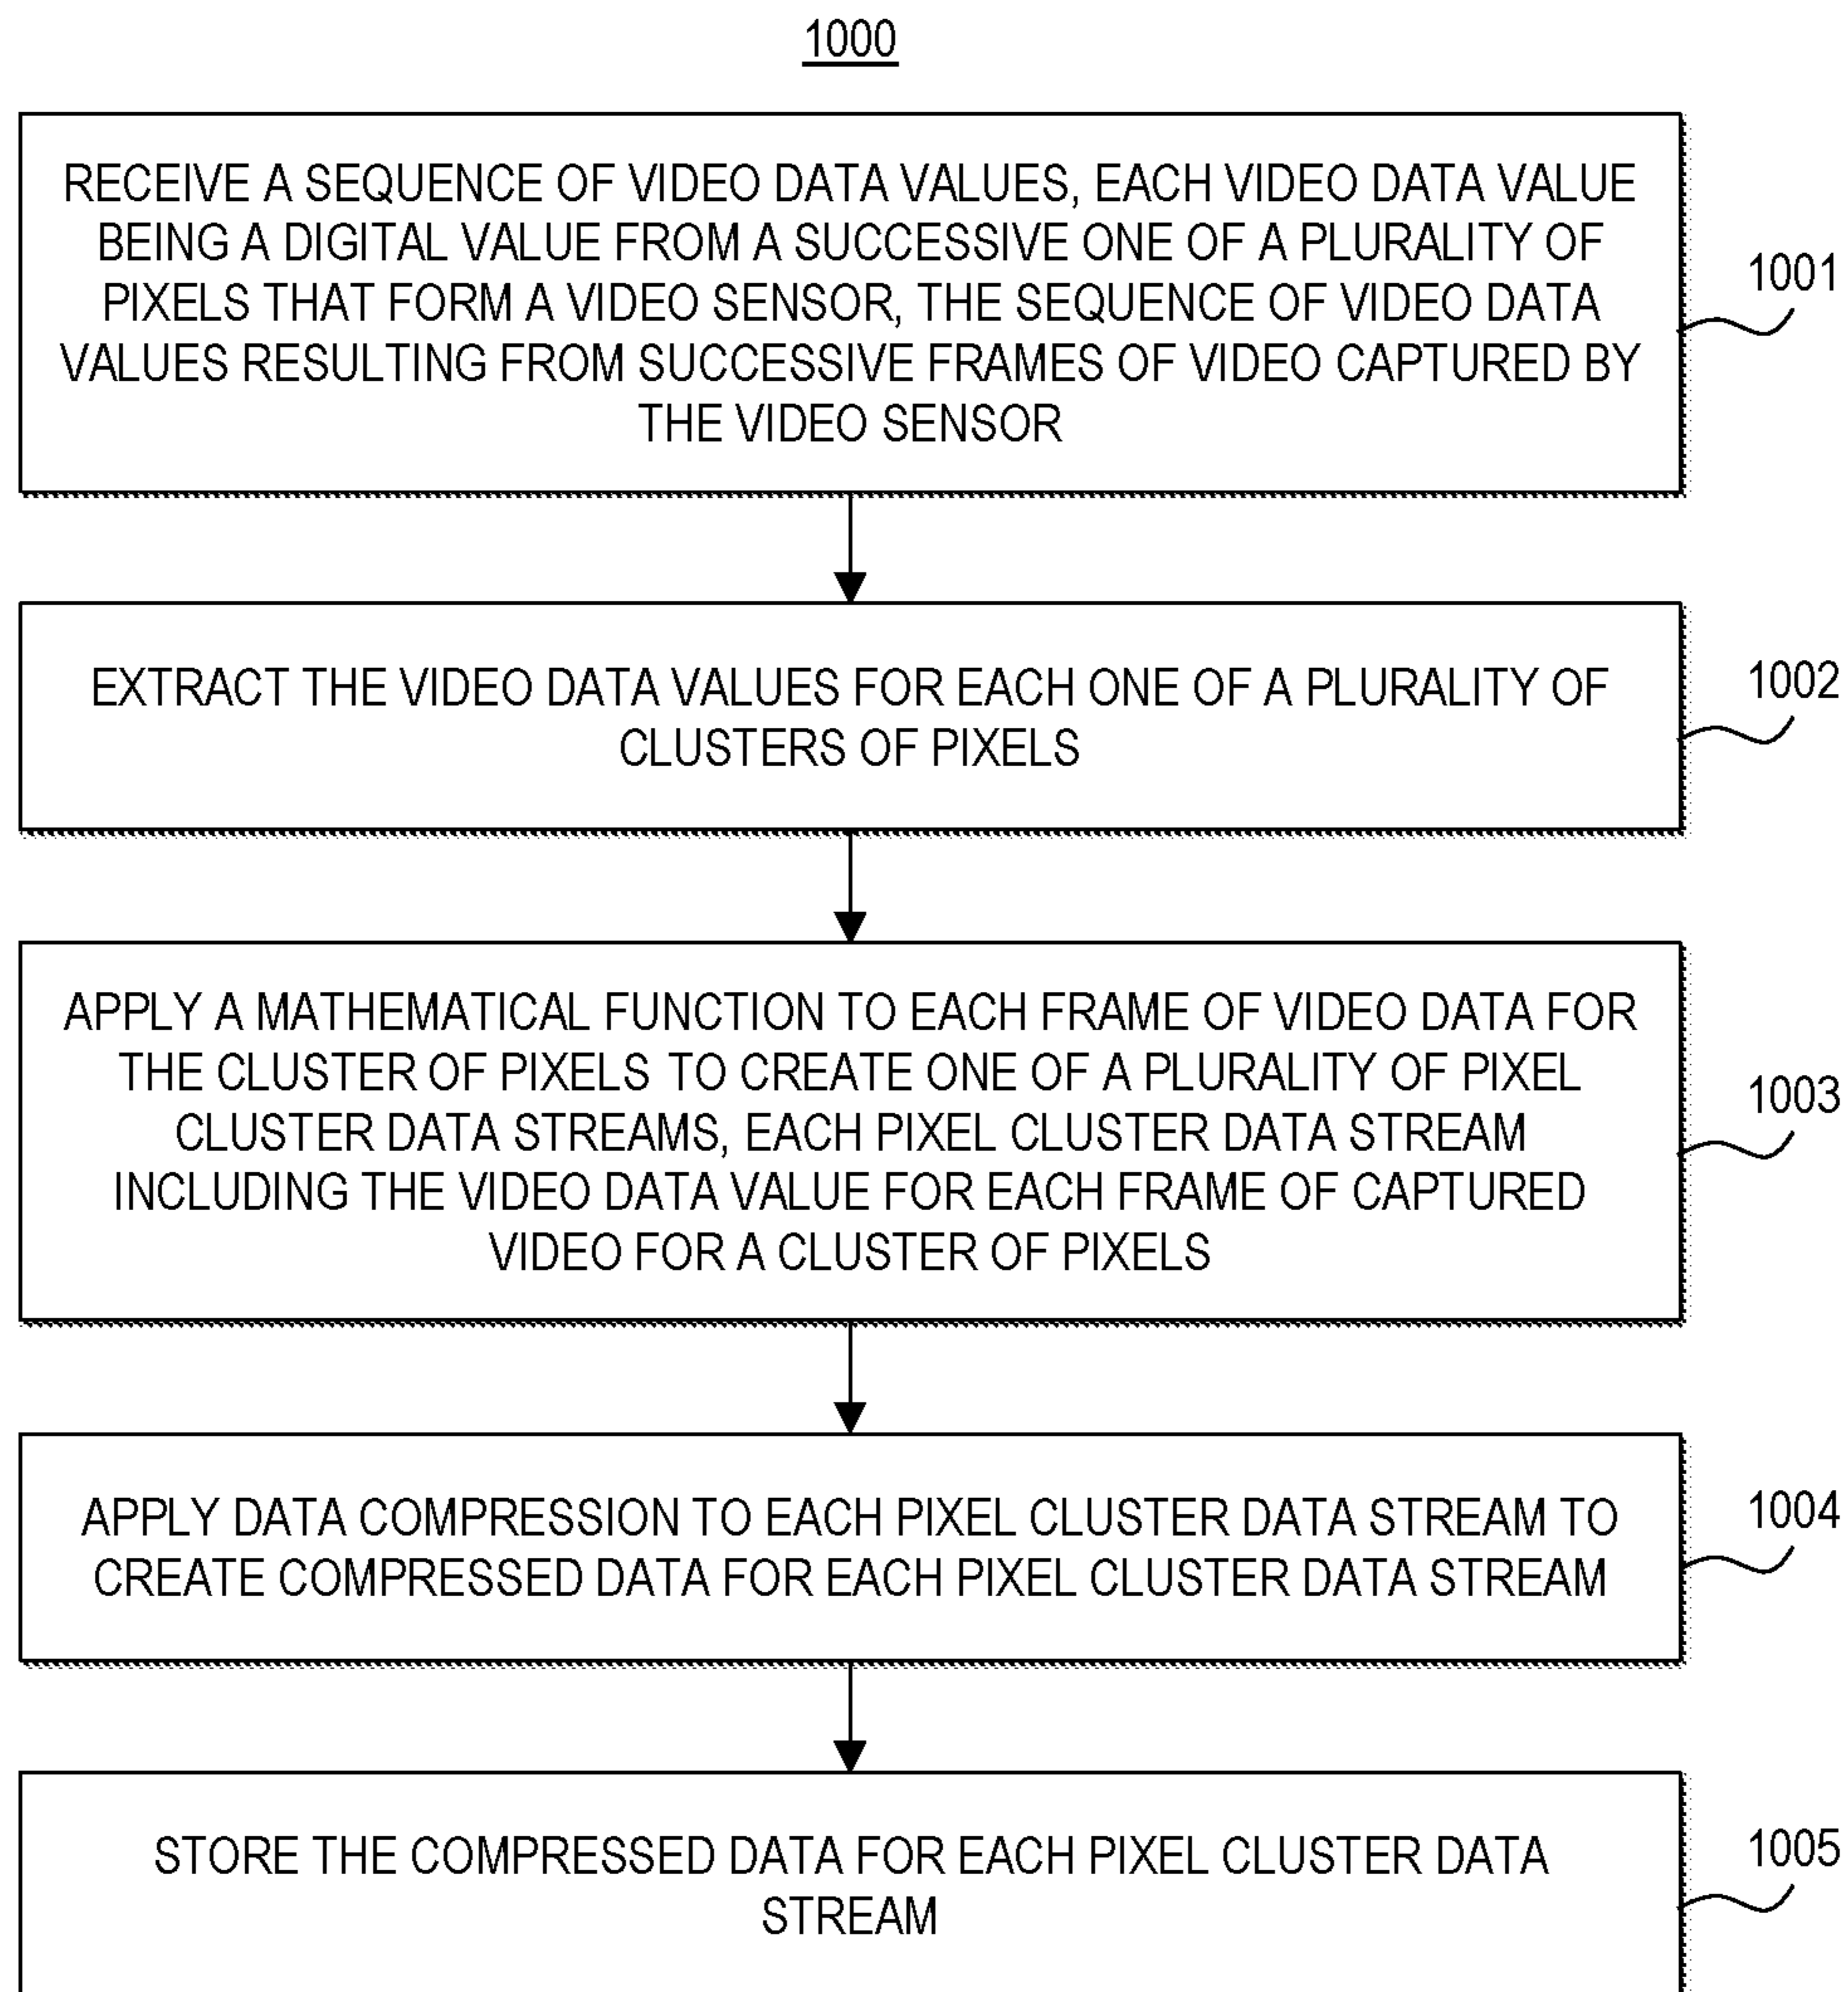 1000
RECEIVE A SEQUENCE OF VIDEO DATA VALUES, EACH VIDEO DATA VALUE
BEING A DIGITAL VALUE FROM A SUCCESSIVE ONE OF A PLURALITY OF
PIXELS THAT FORM A VIDEO SENSOR, THE SEQUENCE OF VIDEO DATA
VALUES RESULTING FROM SUCCESSIVE FRAMES OF VIDEO CAPTURED BY
THE VIDEO SENSOR
1001
EXTRACT THE VIDEO DATA VALUES FOR EACH ONE OF A PLURALITY OF
CLUSTERS OF PIXELS
1002
APPLY A MATHEMATICAL FUNCTION TO EACH FRAME OF VIDEO DATA FOR
THE CLUSTER OF PIXELS TO CREATE ONE OF A PLURALITY OF PIXEL
CLUSTER DATA STREAMS, EACH PIXEL CLUSTER DATA STREAM
INCLUDING THE VIDEO DATA VALUE FOR EACH FRAME OF CAPTURED
VIDEO FOR A CLUSTER OF PIXELS
1003
APPLY DATA COMPRESSION TO EACH PIXEL CLUSTER DATA STREAM TO
CREATE COMPRESSED DATA FOR EACH PIXEL CLUSTER DATA STREAM
1004
STORE THE COMPRESSED DATA FOR EACH PIXEL CLUSTER DATA
STREAM
1005